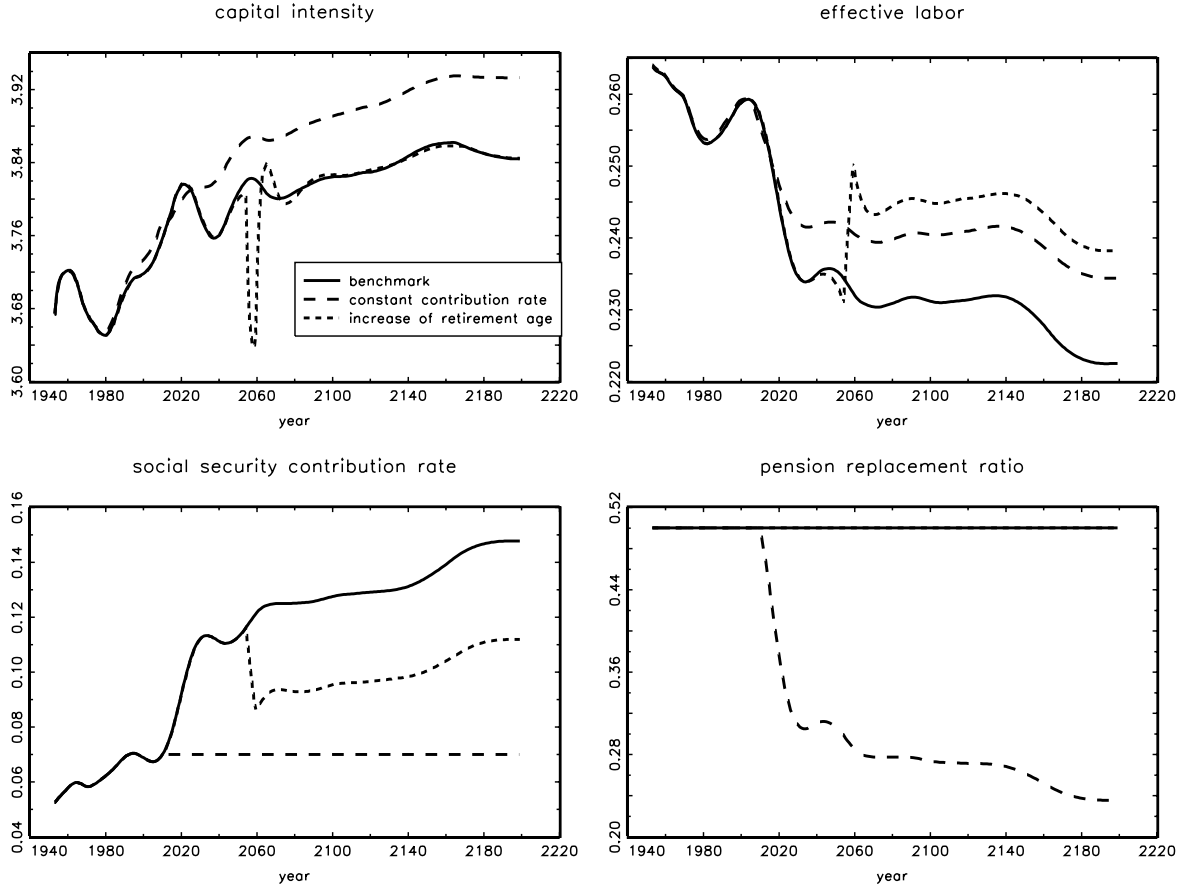 capital intensity
3.92
3.84
3.76
3.68
3.60
benchmark
constant contribution rate
increase of retirement age
1940 1980 2020 2060 2100 2140 2180 2220
year
effective labor
0.260
0.250
0.240
0.230
0.220
1940 1980 2020 2060 2100 2140 2180 2220
year
social security contribution rate
0.16
0.14
0.12
0.10
0.08
0.06
0.04
1940 1980 2020 2060 2100 2140 2180 2220
year
pension replacement ratio
0.52
0.44
0.36
0.28
0.20
1940 1980 2020 2060 2100 2140 2180 2220
year